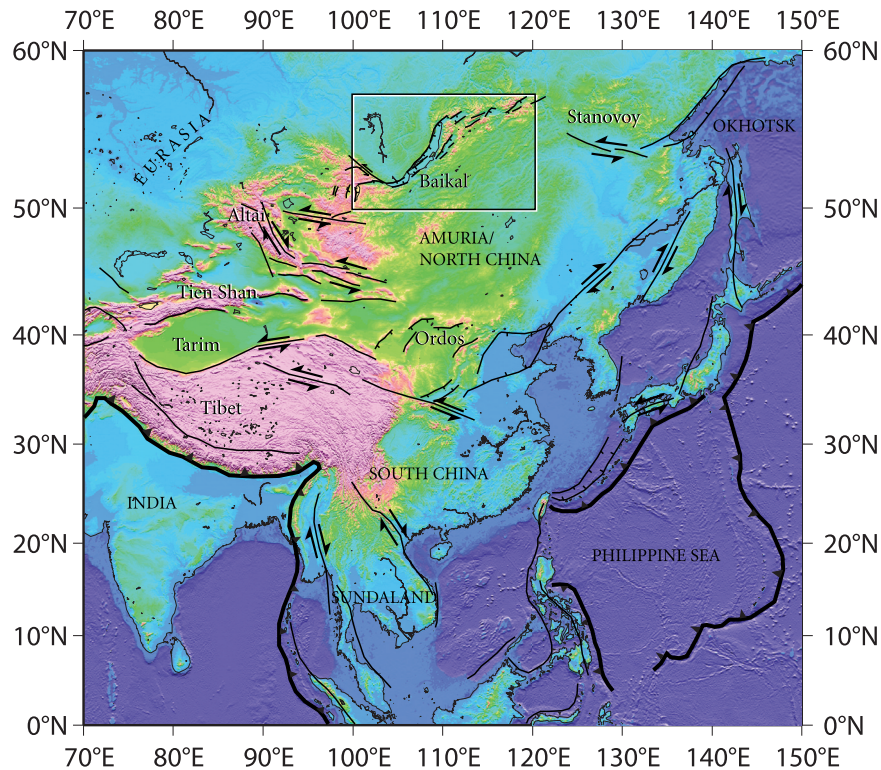 70°E 80°E 90°E 100°E 110°E 120°E 130°E 140°E 150°E
60°N 60°N
Stanovoy
OKHOTSK
EURASIA
Baikal
50°N 50°N
Altai
AMURIA/
NORTH CHINA
Tien Shan
40°N 40°N
Tarim Ordos
Tibet
30°N 30°N
SOUTH CHINA
INDIA
20°N 20°N
PHILIPPINE SEA
SUNDALAND
10°N 10°N
0°N 0°N
70°E 80°E 90°E 100°E 110°E 120°E 130°E 140°E 150°E